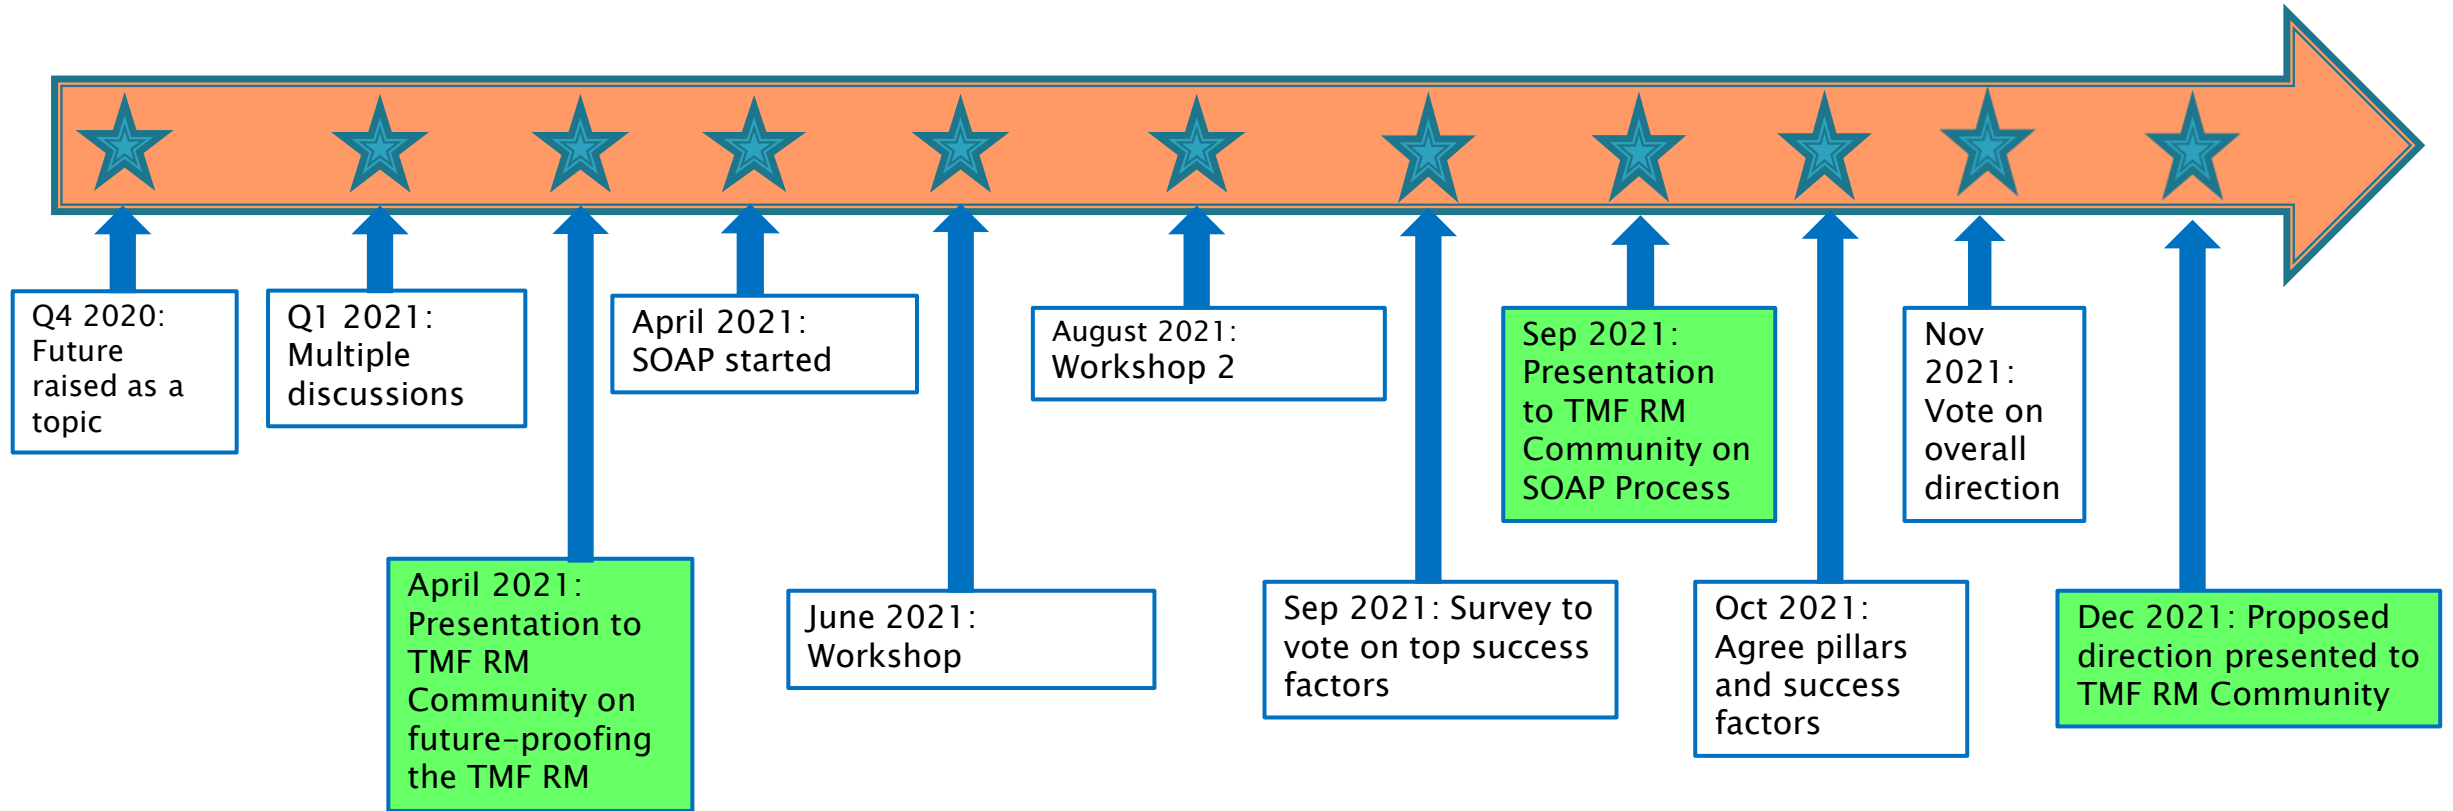 Q4 2020:
Future
raised as a
topic
Q1 2021:
Multiple
discussions
April 2021:
Presentation to
TMF RM
Community on
future-proofing
the TMF RM
April 2021:
SOAP started
June 2021:
Workshop
August 2021:
Workshop 2
Sep 2021: Survey to
vote on top success
factors
Sep 2021:
Presentation
to TMF RM
Community on
SOAP Process
Oct 2021:
Agree pillars
and success
factors
Nov
2021:
Vote on
overall
direction
Dec 2021: Proposed
direction presented to
TMF RM Community